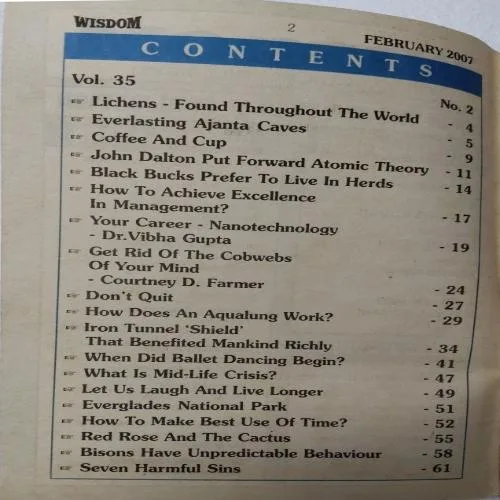 WISDOM
2
FEBRUARY 2007
CONTENTS
Vol. 35
No. 2
Lichens - Found Throughout The World - 4
Everlasting Ajanta Caves - 5
Coffee And Cup - 9
John Dalton Put Forward Atomic Theory - 11
Black Bucks Prefer To Live In Herds - 14
How To Achieve Excellence
In Management? - 17
Your Career - Nanotechnology
- Dr.Vibha Gupta - 19
Get Rid Of The Cobwebs
Of Your Mind
- Courtney D. Farmer - 24
Don't Quit - 27
How Does An Aqualung Work? - 29
Iron Tunnel 'Shield'
That Benefited Mankind Richly - 34
When Did Ballet Dancing Begin? - 41
What Is Mid-Life Crisis? - 47
Let Us Laugh And Live Longer - 49
Everglades National Park - 51
How To Make Best Use Of Time? - 52
Red Rose And The Cactus - 55
Bisons Have Unpredictable Behaviour - 58
Seven Harmful Sins - 61